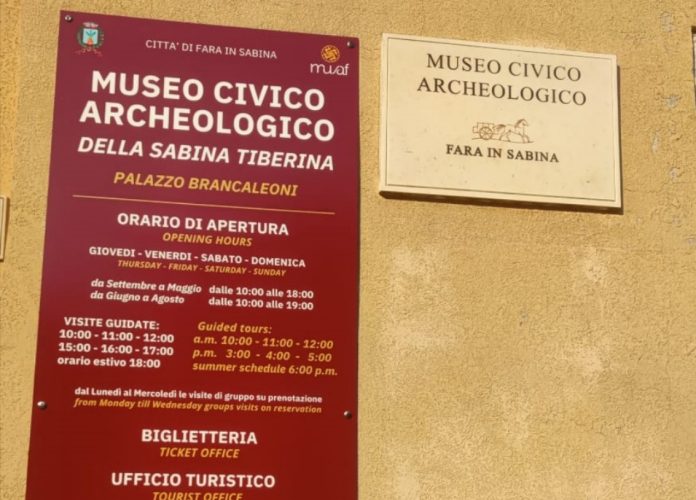 CITTA' DI FARA IN SABINA
muaf
MUSEO CIVICO
ARCHEOLOGICO
DELLA SABINA TIBERINA
PALAZZO BRANCALEONI
ORARIO DI APERTURA
OPENING HOURS
GIOVEDI - VENERDI - SABATO - DOMENICA
THURSDAY - FRIDAY - SATURDAY - SUNDAY
da Settembre a Maggio dalle 10:00 alle 18:00
da Giugno a Agosto dalle 10:00 alle 19:00
VISITE GUIDATE:
10:00 - 11:00 - 12:00
15:00 - 16:00 - 17:00
orario estivo 18:00
Guided tours:
a.m. 10:00 - 11:00 - 12:00
p.m. 3:00 - 4:00 - 5:00
summer schedule 6:00 p.m.
dal Lunedì al Mercoledì le visite di gruppo su prenotazione
from Monday till Wednesday groups visits on reservation
BIGLIETTERIA
TICKET OFFICE
UFFICIO TURISTICO
TOURIST OFFICE
MUSEO CIVICO
ARCHEOLOGICO
FARA IN SABINA